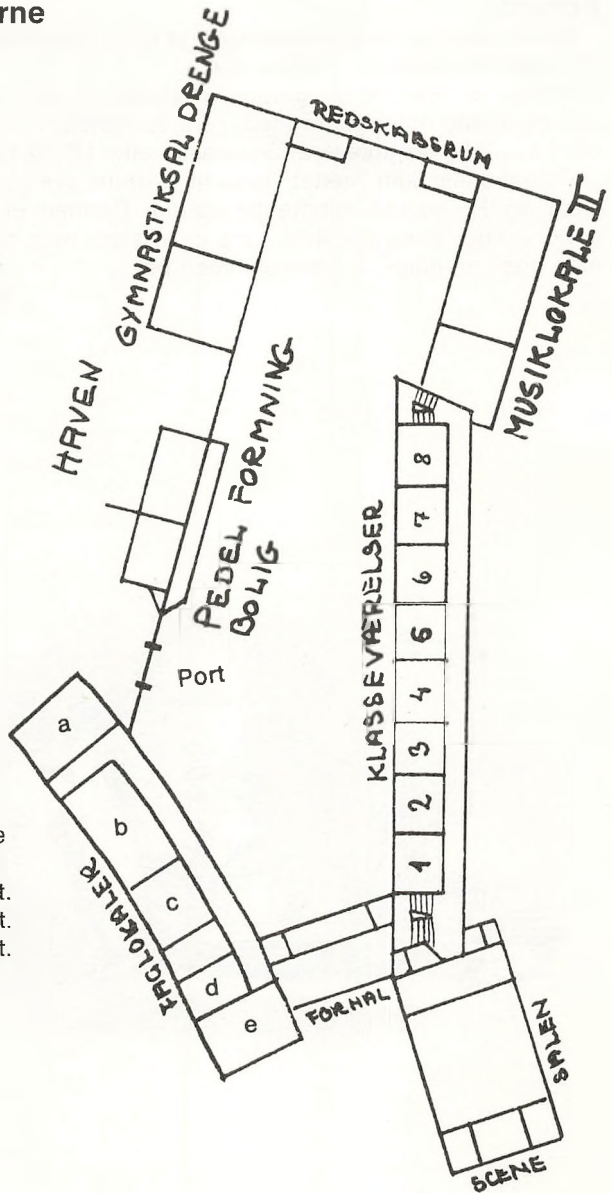 rne
GYMNASTIKSAL DRENGE
REDSKABSRUM
MUSIKLOKALE II
HAVEN
FORMNING
PEDEL
BOLIG
Port
KLASSEVÆRELSER
8
7
6
5
4
3
2
1
a
b
c
d
e
FAGLOKALER
e
t.
t.
t.
FORHAL
SALEN
SCENE